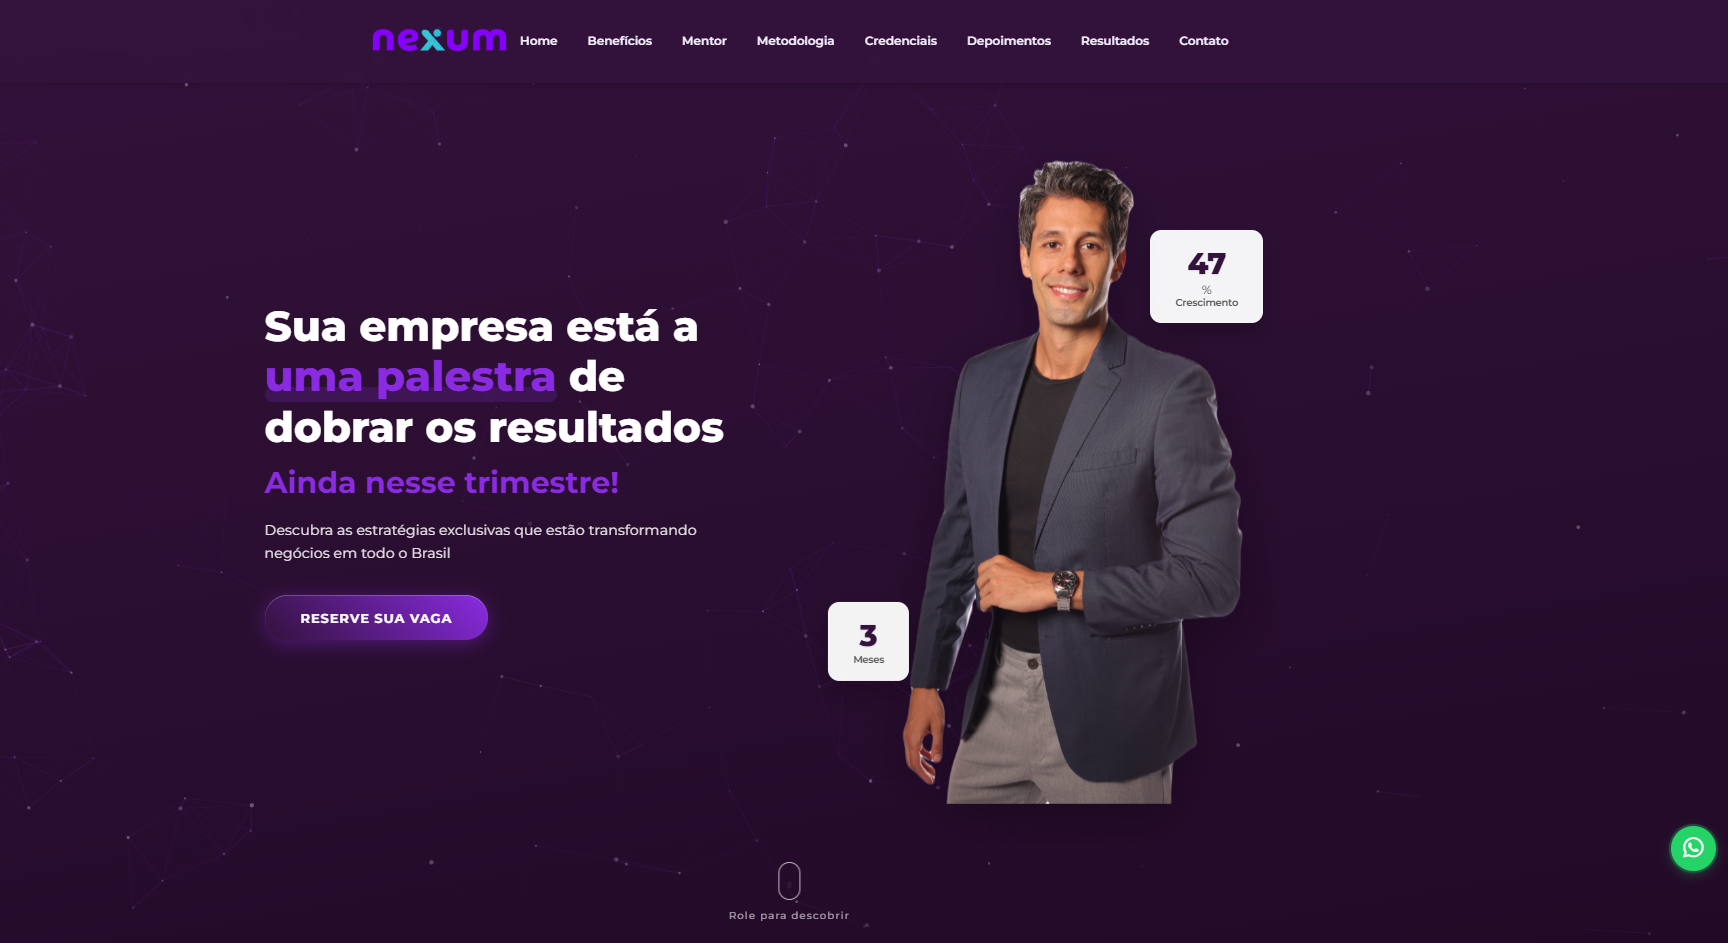 nexum
Home
Benefícios
Mentor
Metodologia
Credenciais
Depoimentos
Resultados
Contato
Sua empresa está a
uma palestra de
dobrar os resultados
Ainda nesse trimestre!
Descubra as estratégias exclusivas que estão transformando
negócios em todo o Brasil
RESERVE SUA VAGA
47
%
Crescimento
3
Meses
Role para descobrir